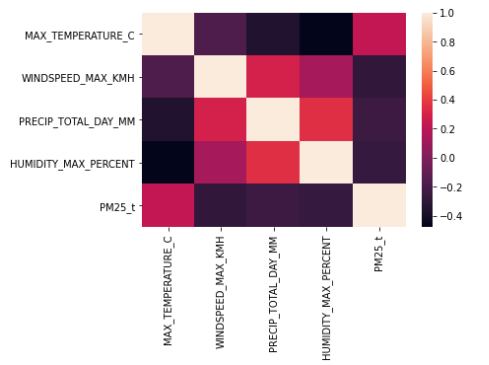 MAX_TEMPERATURE_C
WINDSPEED_MAX_KMH
PRECIP_TOTAL_DAY_MM
HUMIDITY_MAX_PERCENT
PM25_t
MAX_TEMPERATURE_C
WINDSPEED_MAX_KMH
PRECIP_TOTAL_DAY_MM
HUMIDITY_MAX_PERCENT
PM25_t
1.0
0.8
0.6
0.4
0.2
0.0
−0.2
−0.4